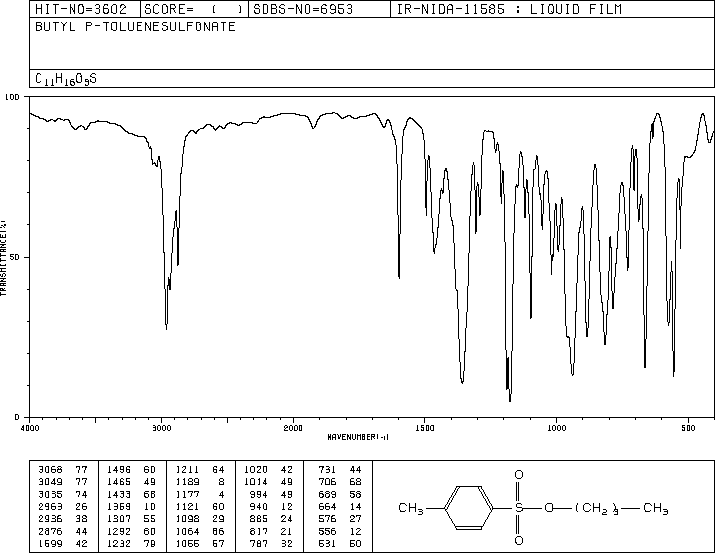 HIT-NO=3602 SCORE= ( ) SDBS-NO=6953 IR-NIDA-11585 : LIQUID FILM
BUTYL P-TOLUENESULFONATE
C11H16O3S
100
50
0
TRANSMITTANCE(%)
4000 3000 2000 1500 1000 500
WAVENUMBER(-1)
3068 77 1496 60 1211 64 1020 42 731 44
3049 77 1465 49 1189 8 1014 49 706 68
3035 74 1433 66 1177 4 994 49 689 58
2963 26 1359 10 1121 60 940 12 664 14
2936 38 1307 55 1098 29 885 24 576 27
2876 44 1292 60 1064 66 817 21 556 12
1599 42 1232 79 1055 57 787 32 531 50
O
CH3 S O (CH2)3 CH3
O